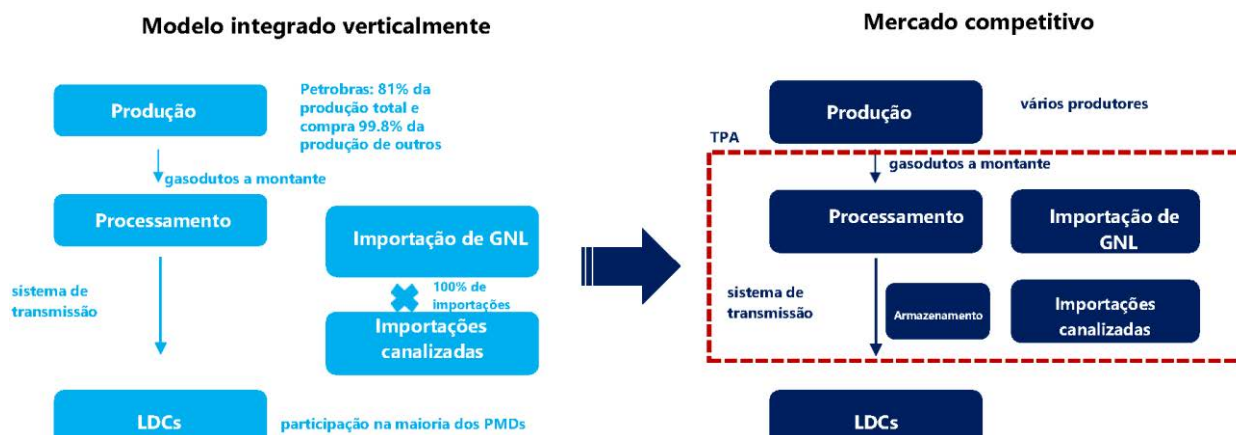 Modelo integrado verticalmente
Produção
Petrobras: 81% da
produção total e
compra 99.8% da
produção de outros
gasodutos a montante
Processamento
Importação de GNL
100% de
importações
sistema de
transmissão
Importações
canalizadas
LDCs
participação na maioria dos PMDs
Mercado competitivo
Produção
vários produtores
TPA
gasodutos a montante
Processamento
Importação de
GNL
sistema de
transmissão
Armazenamento
Importações
canalizadas
LDCs